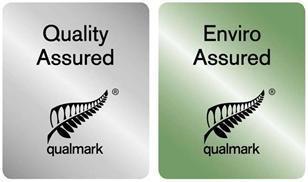 Quality
Assured
®
qualmark
Enviro
Assured
®
qualmark